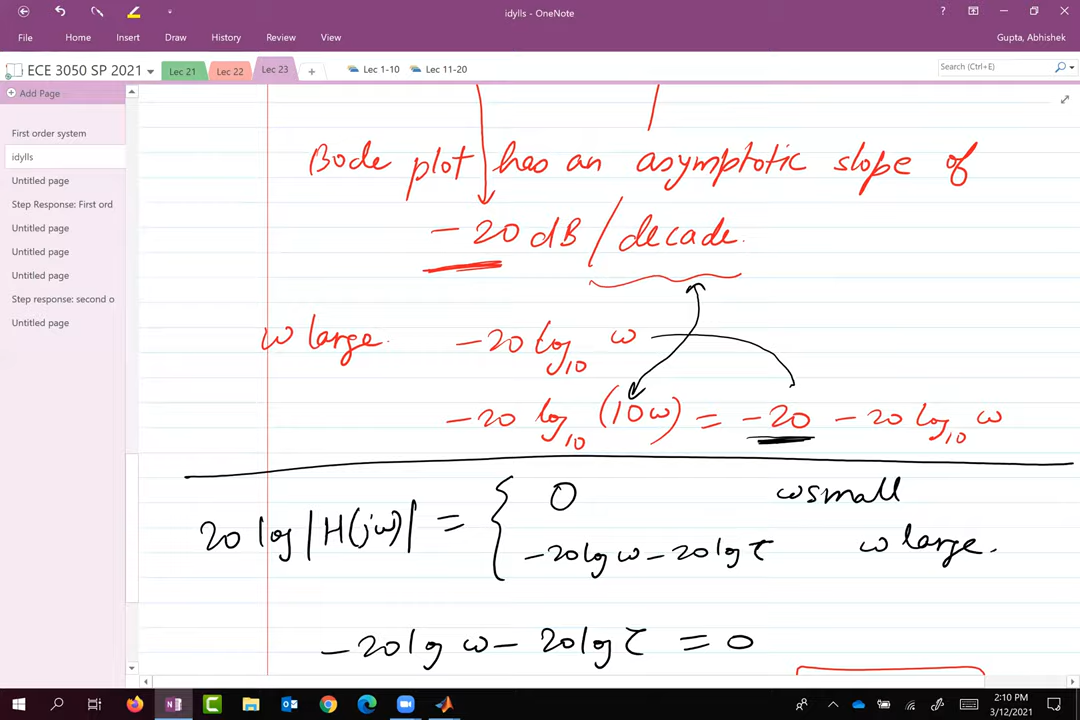 idylls - OneNote
Gupta, Abhishek
File Home Insert Draw History Review View
ECE 3050 SP 2021 Lec 21 Lec 22 Lec 23 Lec 1-10 Lec 11-20 Search (Ctrl+E)
Add Page
First order system
idylls
Untitled page
Step Response: First ord
Untitled page
Untitled page
Untitled page
Step response: second o
Untitled page
Bode plot has an asymptotic slope of
-20 dB/decade.
ω large. -20 log₁₀ ω
-20 log₁₀ (10ω) = -20 - 20 log₁₀ ω
20 log |H(jω)| = { 0 ω small
-20 log ω - 20 log τ ω large.
-20 log ω - 20 log τ = 0
2:10 PM
3/12/2021